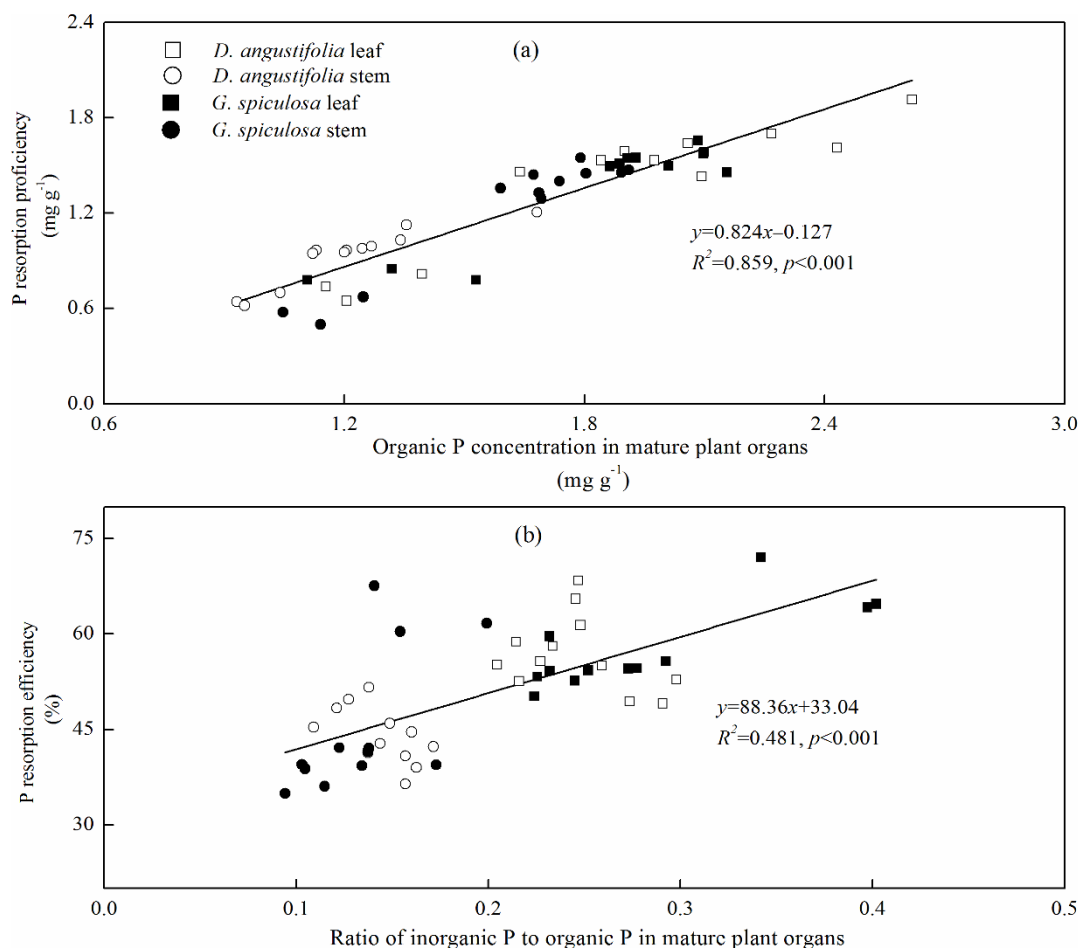 (a)
D. angustifolia leaf
D. angustifolia stem
G. spiculosa leaf
G. spiculosa stem
P resorption proficiency
(mg g⁻¹)
2.4
1.8
1.2
0.6
0.0
y=0.824x−0.127
R²=0.859, p<0.001
0.6 1.2 1.8 2.4 3.0
Organic P concentration in mature plant organs
(mg g⁻¹)
(b)
P resorption efficiency
(%)
75
60
45
30
y=88.36x+33.04
R²=0.481, p<0.001
0.0 0.1 0.2 0.3 0.4 0.5
Ratio of inorganic P to organic P in mature plant organs